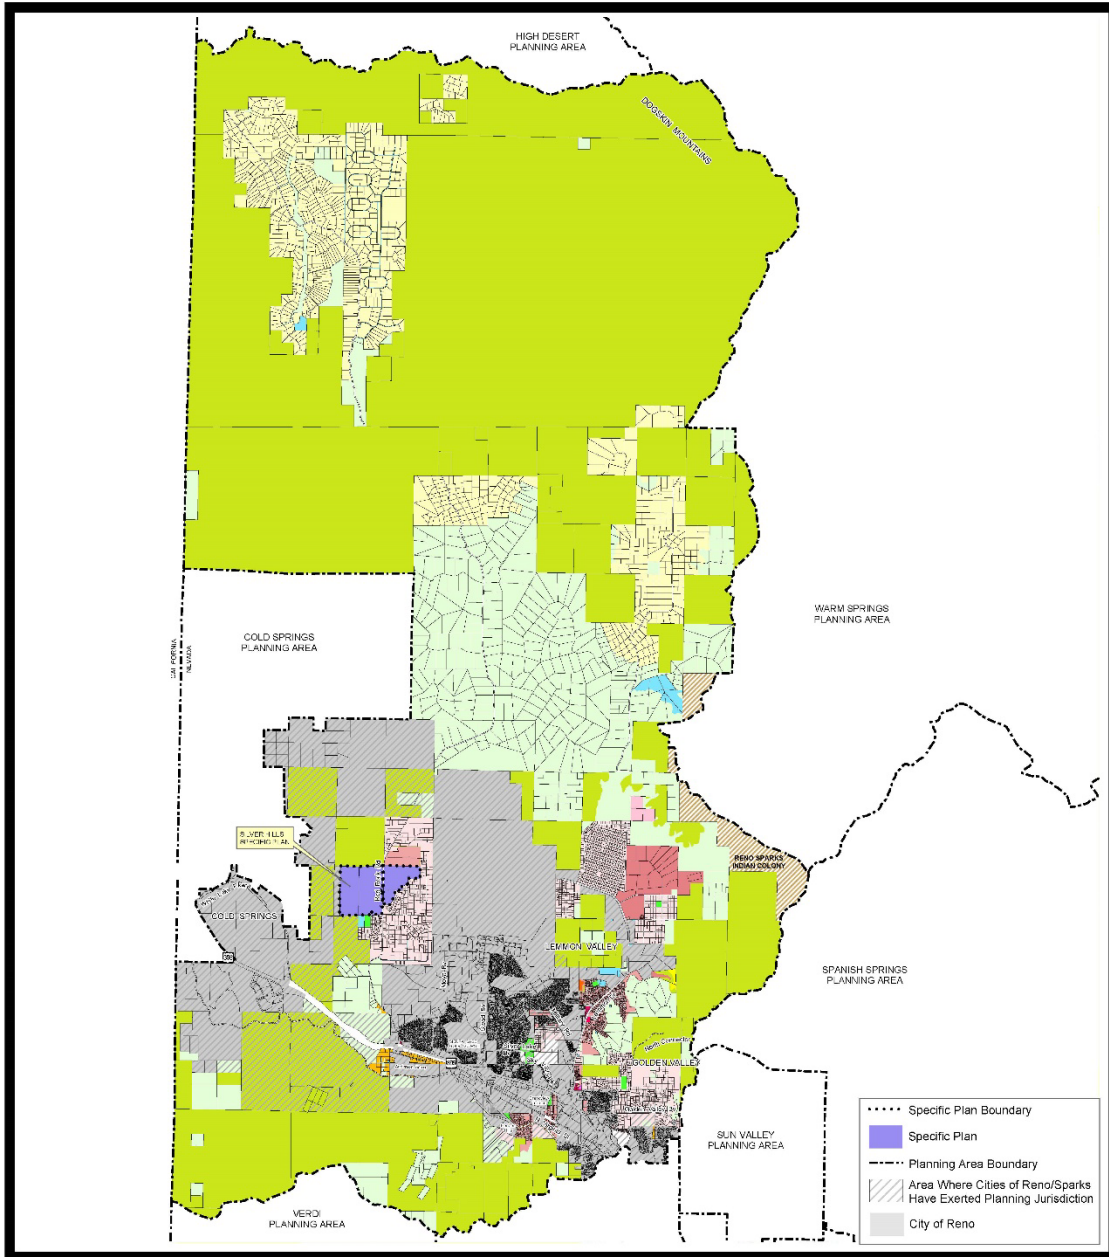 HIGH DESERT
PLANNING AREA
DOGSKIN MOUNTAINS
WARM SPRINGS
PLANNING AREA
COLD SPRINGS
PLANNING AREA
CALIFORNIA
NEVADA
SILVER HILLS
SPECIFIC PLAN
RENO SPARKS
INDIAN COLONY
COLD SPRINGS
LEMMON VALLEY
SPANISH SPRINGS
PLANNING AREA
GOLDEN VALLEY
SUN VALLEY
PLANNING AREA
VERDI
PLANNING AREA
Specific Plan Boundary
Specific Plan
Planning Area Boundary
Area Where Cities of Reno/Sparks
Have Exerted Planning Jurisdiction
City of Reno